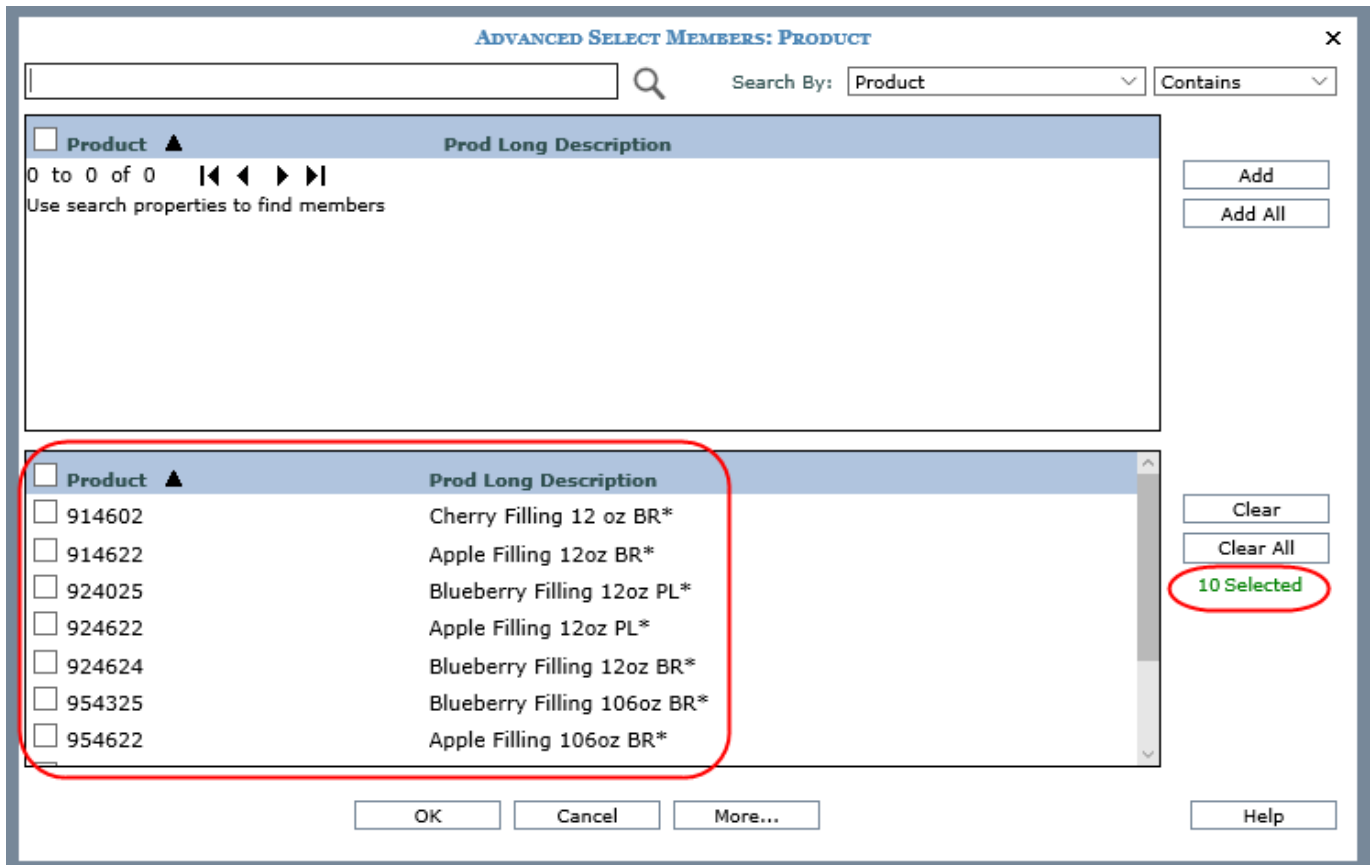 ADVANCED SELECT MEMBERS: PRODUCT
Search By: Product Contains
Product Prod Long Description
0 to 0 of 0
Use search properties to find members
Add
Add All
Product Prod Long Description
914602 Cherry Filling 12 oz BR*
914622 Apple Filling 12oz BR*
924025 Blueberry Filling 12oz PL*
924622 Apple Filling 12oz PL*
924624 Blueberry Filling 12oz BR*
954325 Blueberry Filling 106oz BR*
954622 Apple Filling 106oz BR*
Clear
Clear All
10 Selected
OK Cancel More... Help